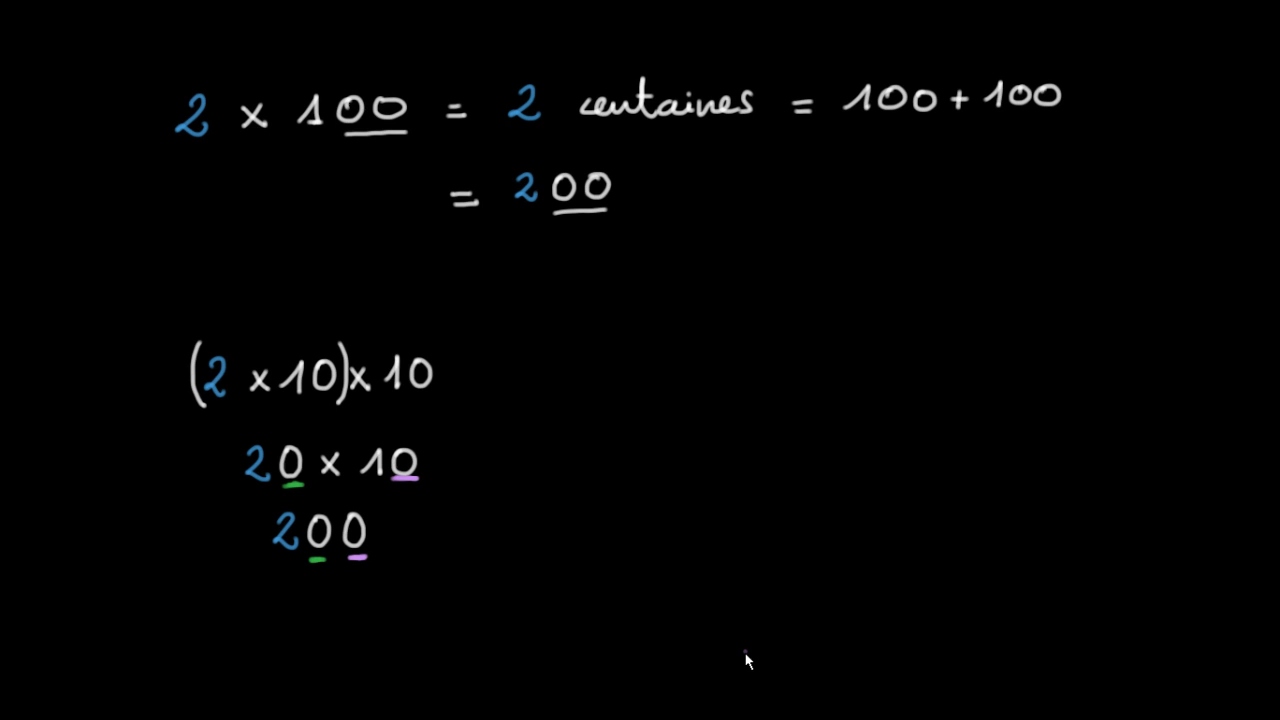 2 × 100 = 2 centaines = 100 + 100
= 200
(2 × 10) × 10
20 × 10
200